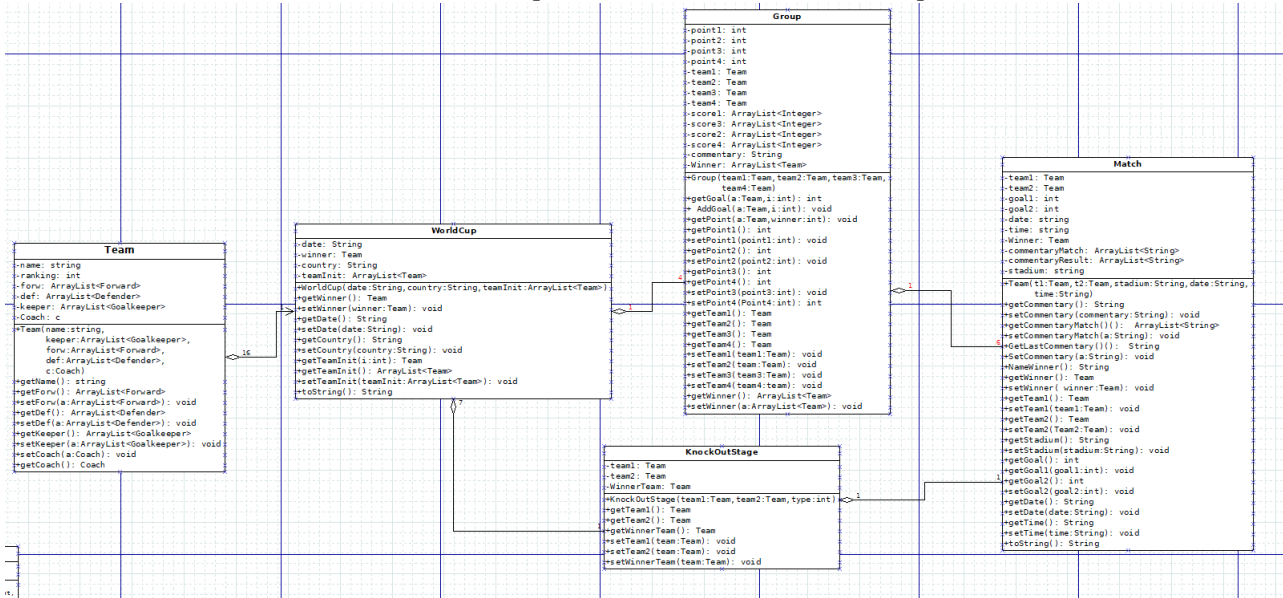 Team
-name: string
-ranking: int
-forw: ArrayList<Forward>
-def: ArrayList<Defender>
-keeper: ArrayList<Goalkeeper>
-Coach: c
+Team(name:string,
keeper:ArrayList<Goalkeeper>,
forw:ArrayList<Forward>,
def:ArrayList<Defender>,
c:Coach)
+getName(): string
+getForw(): ArrayList<Forward>
+setForw(a:ArrayList<Forward>): void
+getDef(): ArrayList<Defender>
+setDef(a:ArrayList<Defender>): void
+getKeeper(): ArrayList<Goalkeeper>
+setKeeper(a:ArrayList<Goalkeeper>): void
+setCoach(a:Coach): void
+getCoach(): Coach
16
1
WorldCup
-date: String
-winner: Team
-country: String
-teamInit: ArrayList<Team>
+WorldCup(date:String,country:String,teamInit:ArrayList<Team>)
+getWinner(): Team
+setWinner(winner:Team): void
+getDate(): String
+setDate(date:String): void
+getCountry(): String
+setCountry(country:String): void
+getTeamInit(i:int): Team
+getTeamInit(): ArrayList<Team>
+setTeamInit(teamInit:ArrayList<Team>): void
+toString(): String
1
4
7
1
Group
-point1: int
-point2: int
-point3: int
-point4: int
-team1: Team
-team2: Team
-team3: Team
-team4: Team
-score1: ArrayList<Integer>
-score3: ArrayList<Integer>
-score2: ArrayList<Integer>
-score4: ArrayList<Integer>
-commentary: String
-Winner: ArrayList<Team>
+Group(team1:Team,team2:Team,team3:Team,
team4:Team)
+getGoal(a:Team,i:int): int
+ AddGoal(a:Team,i:int): void
+getPoint(a:Team,winner:int): void
+getPoint1(): int
+setPoint1(point1:int): void
+getPoint2(): int
+setPoint2(point2:int): void
+getPoint3(): int
+getPoint4(): int
+setPoint3(point3:int): void
+setPoint4(Point4:int): int
+getTeam1(): Team
+getTeam2(): Team
+getTeam3(): Team
+getTeam4(): Team
+setTeam1(team1:Team): void
+setTeam2(team:Team): void
+setTeam3(team3:Team): void
+setTeam4(team4:team): void
+getWinner(): ArrayList<Team>
+setWinner(a:ArrayList<Team>): void
1
6
KnockOutStage
-team1: Team
-team2: Team
-WinnerTeam: Team
+KnockOutStage(team1:Team,team2:Team,type:int)
+getTeam1(): Team
+getTeam2(): Team
+getWinnerTeam(): Team
+setTeam1(team:Team): void
+setTeam2(team:Team): void
+setWinnerTeam(team:Team): void
1
1
Match
-team1: Team
-team2: Team
-goal1: int
-goal2: int
-date: string
-time: string
-Winner: Team
-commentaryMatch: ArrayList<String>
-commentaryResult: ArrayList<String>
-stadium: string
+Team(t1:Team,t2:Team,stadium:String,date:String,
time:String)
+getCommentary(): String
+setCommentary(commentary:String): void
+getCommentaryMatch()(): ArrayList<String>
+setCommentaryMatch(a:String): void
+GetLastCommentary()(): String
+SetCommentary(a:String): void
+NameWinner(): String
+getWinner(): Team
+setWinner( winner:Team): void
+getTeam1(): Team
+setTeam1(team1:Team): void
+getTeam2(): Team
+setTeam2(Team2:Team): void
+getStadium(): String
+setStadium(stadium:String): void
+getGoal(): int
+getGoal1(goal1:int): void
+getGoal2(): int
+setGoal2(goal2:int): void
+getDate(): String
+setDate(date:String): void
+getTime(): String
+setTime(time:String): void
+toString(): String